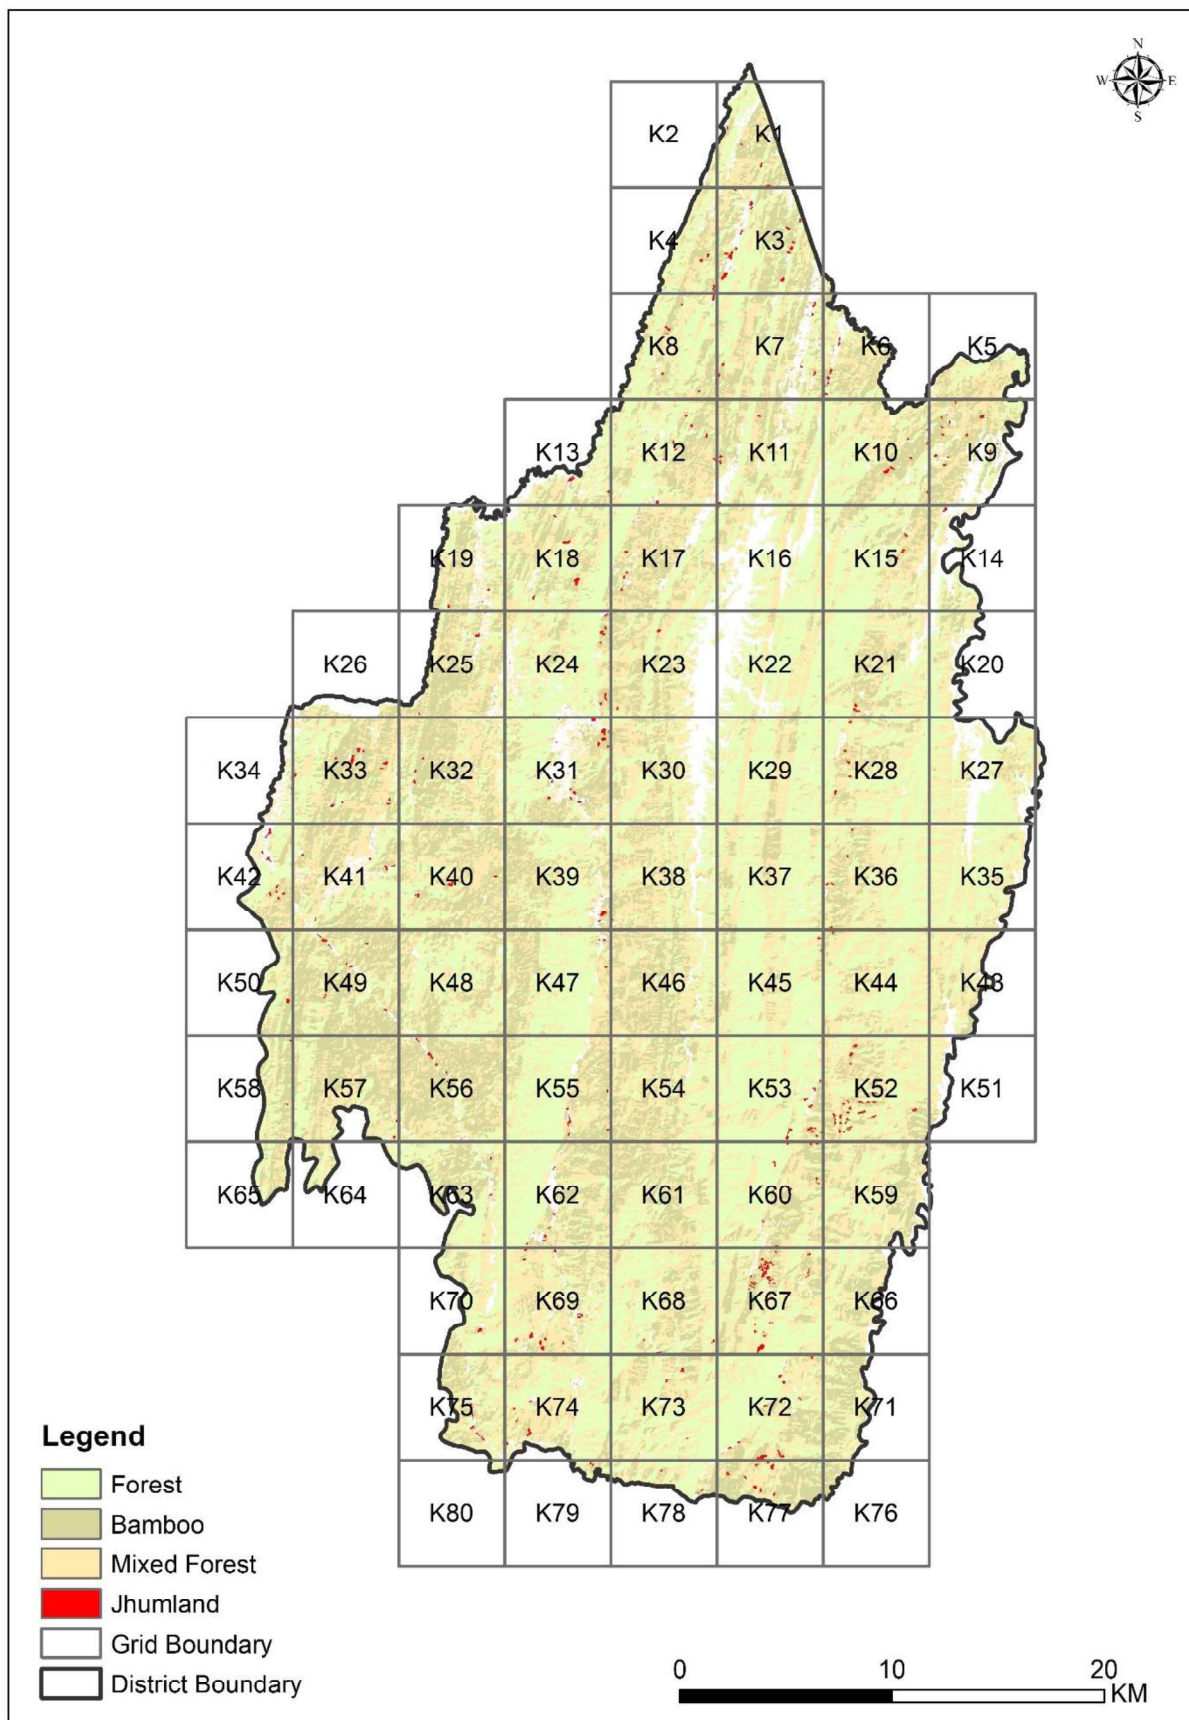 N
W E
S
K2 K1
K4 K3
K8 K7 K6 K5
K13 K12 K11 K10 K9
K19 K18 K17 K16 K15 K14
K26 K25 K24 K23 K22 K21 K20
K34 K33 K32 K31 K30 K29 K28 K27
K42 K41 K40 K39 K38 K37 K36 K35
K50 K49 K48 K47 K46 K45 K44 K43
K58 K57 K56 K55 K54 K53 K52 K51
K65 K64 K63 K62 K61 K60 K59
K70 K69 K68 K67 K66
K75 K74 K73 K72 K71
K80 K79 K78 K77 K76
Legend
Forest
Bamboo
Mixed Forest
Jhumland
Grid Boundary
District Boundary
0 10 20
KM